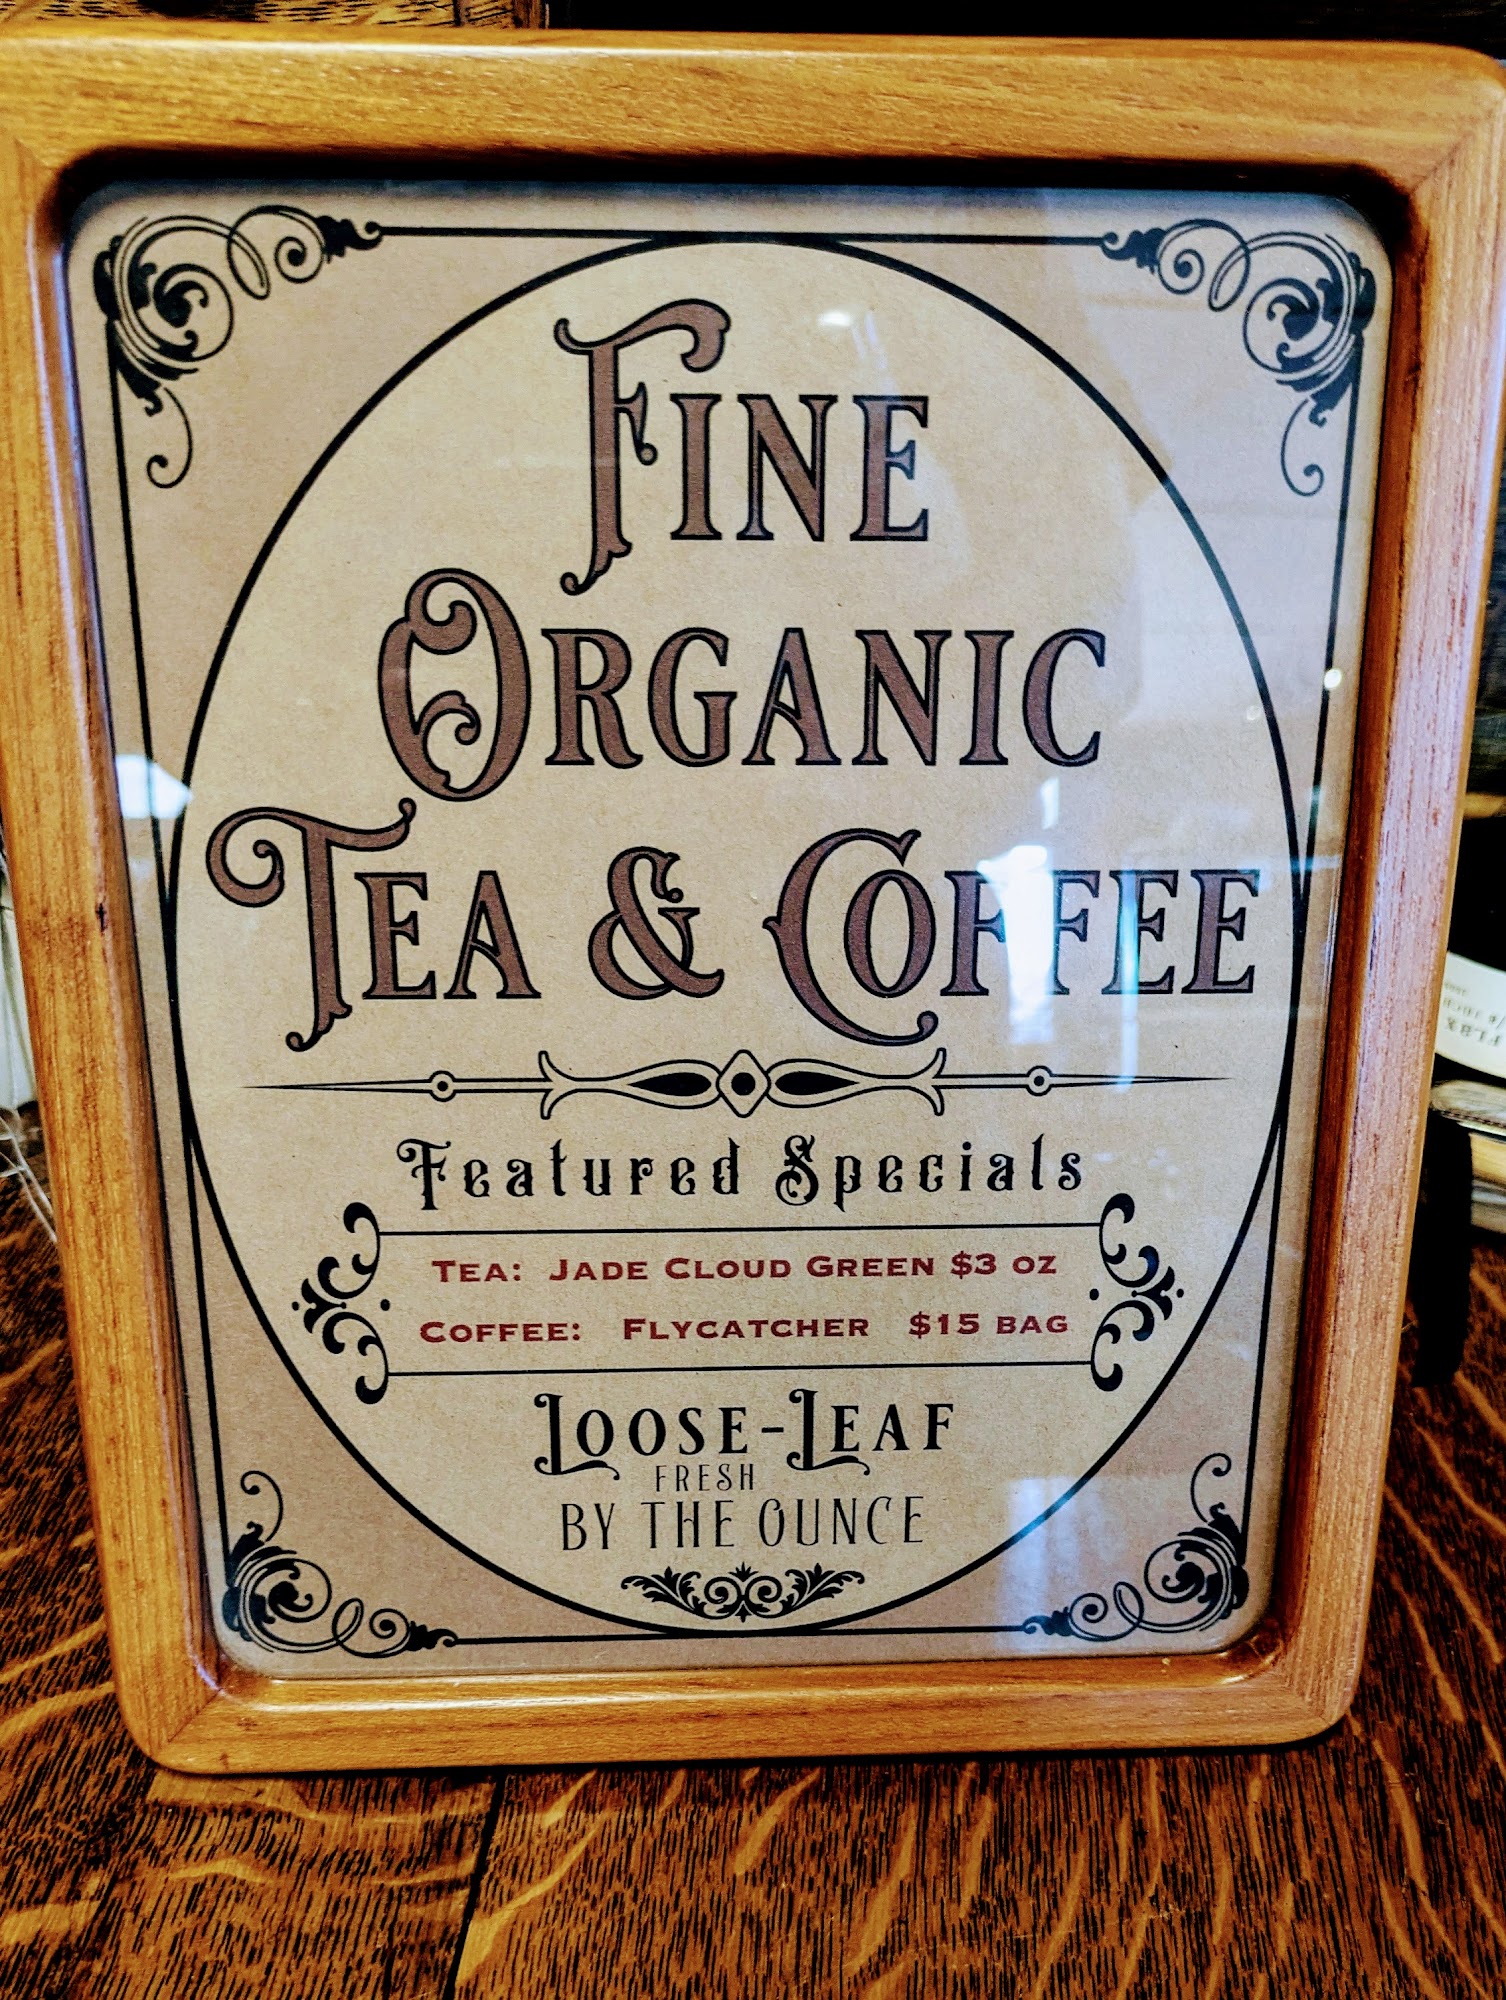 Fine
Organic
Tea & Coffee
Featured Specials
Tea: Jade Cloud Green $3 oz
Coffee: Flycatcher $15 bag
Loose-Leaf
FRESH
BY THE OUNCE
FLAX